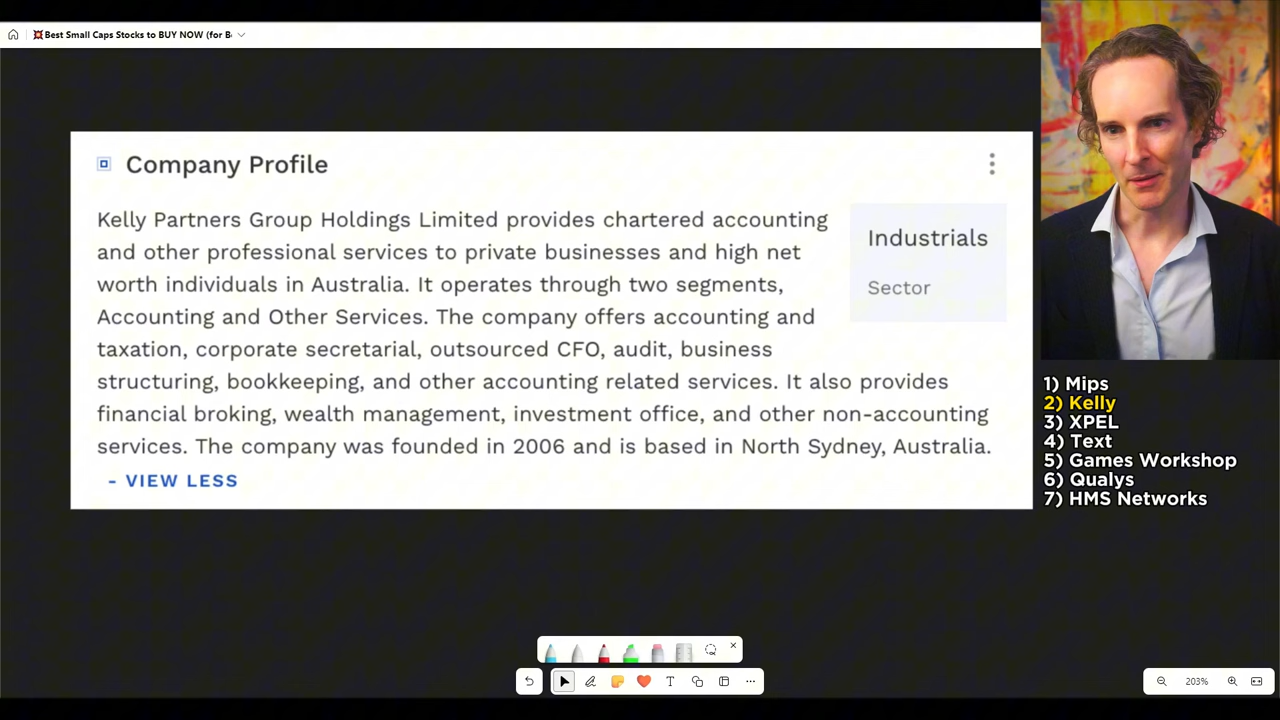 Best Small Caps Stocks to BUY NOW (for B
Company Profile
Kelly Partners Group Holdings Limited provides chartered accounting
and other professional services to private businesses and high net
worth individuals in Australia. It operates through two segments,
Accounting and Other Services. The company offers accounting and
taxation, corporate secretarial, outsourced CFO, audit, business
structuring, bookkeeping, and other accounting related services. It also provides
financial broking, wealth management, investment office, and other non-accounting
services. The company was founded in 2006 and is based in North Sydney, Australia.
- VIEW LESS
Industrials
Sector
1) Mips
2) Kelly
3) XPEL
4) Text
5) Games Workshop
6) Qualys
7) HMS Networks
T
203%